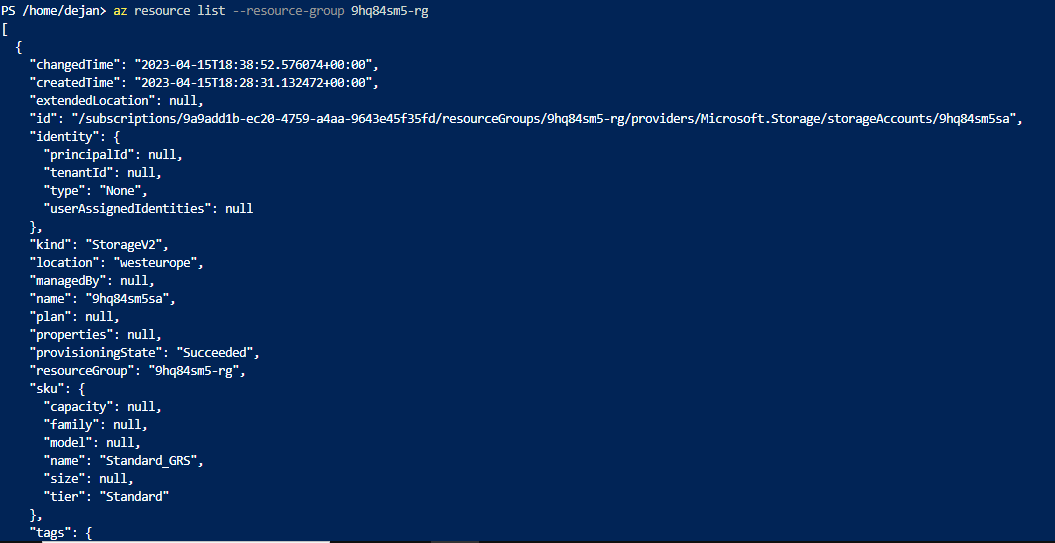 PS /home/dejan> az resource list --resource-group 9hq84sm5-rg
[
  {
    "changedTime": "2023-04-15T18:38:52.576074+00:00",
    "createdTime": "2023-04-15T18:28:31.132472+00:00",
    "extendedLocation": null,
    "id": "/subscriptions/9a9add1b-ec20-4759-a4aa-9643e45f35fd/resourceGroups/9hq84sm5-rg/providers/Microsoft.Storage/storageAccounts/9hq84sm5sa",
    "identity": {
      "principalId": null,
      "tenantId": null,
      "type": "None",
      "userAssignedIdentities": null
    },
    "kind": "StorageV2",
    "location": "westeurope",
    "managedBy": null,
    "name": "9hq84sm5sa",
    "plan": null,
    "properties": null,
    "provisioningState": "Succeeded",
    "resourceGroup": "9hq84sm5-rg",
    "sku": {
      "capacity": null,
      "family": null,
      "model": null,
      "name": "Standard_GRS",
      "size": null,
      "tier": "Standard"
    },
    "tags": {